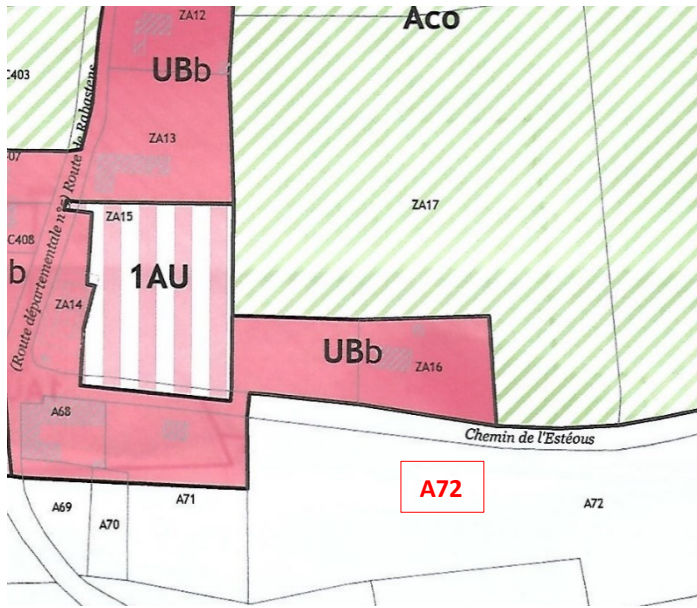 ZA12
Aco
UBb
C403
(Route départementale n°5) Route de Rabastens
ZA13
07
ZA15
ZA17
C408
b
1AU
ZA14
UBb
ZA16
A68
Chemin de l'Estéous
A69
A70
A71
A72
A72